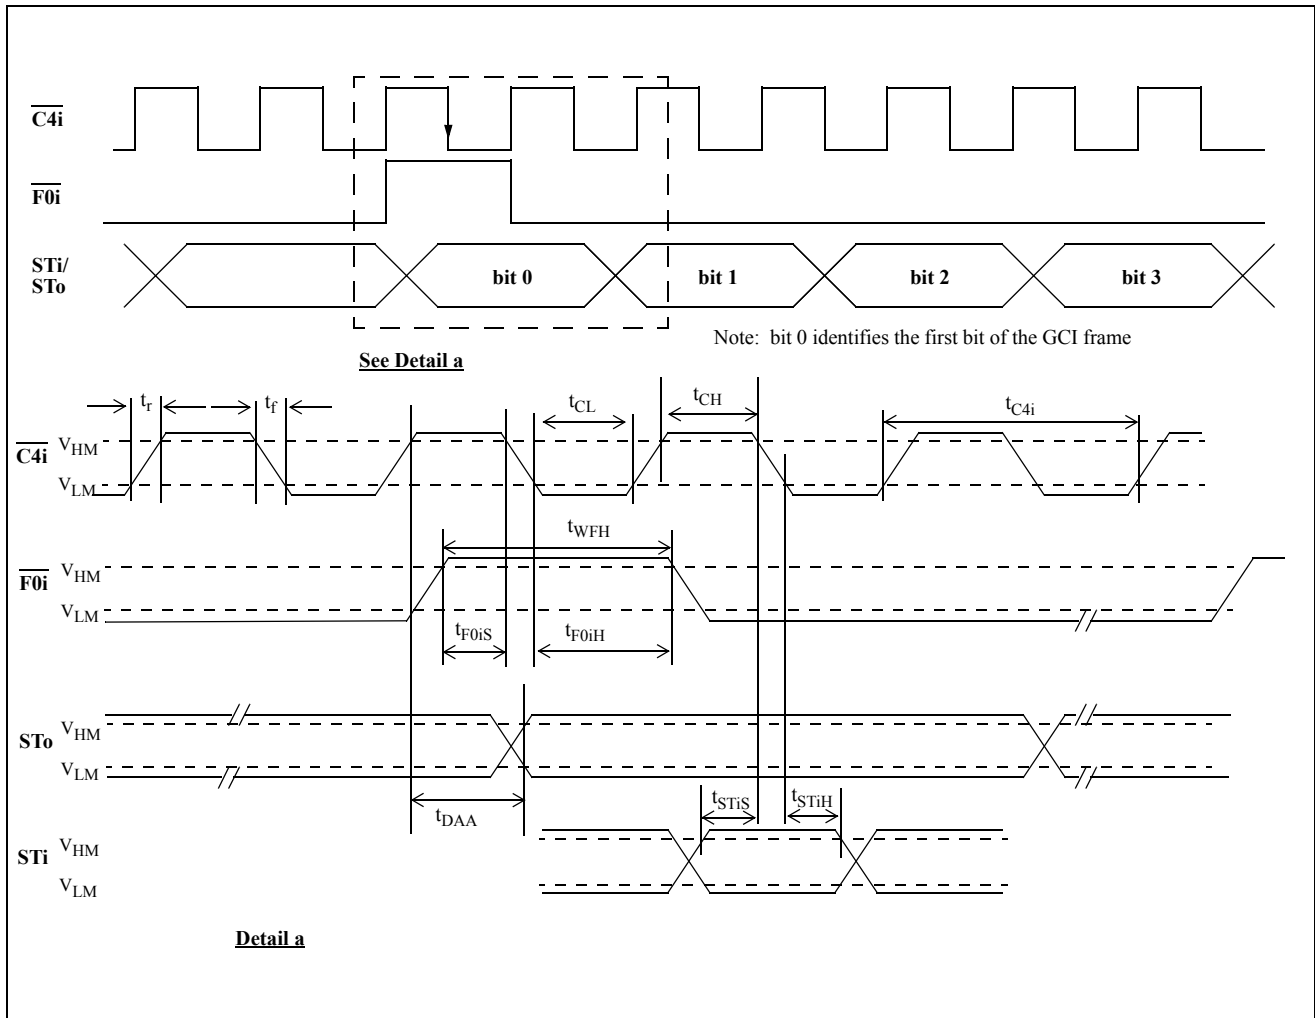 C4i
F0i
STi/
STo
bit 0 bit 1 bit 2 bit 3
Note: bit 0 identifies the first bit of the GCI frame
See Detail a
tr tf tCL tCH tC4i
C4i VHM
VLM
tWFH
F0i VHM
VLM
tF0iS tF0iH
STo VHM
VLM
tDAA tSTiS tSTiH
STi VHM
VLM
Detail a